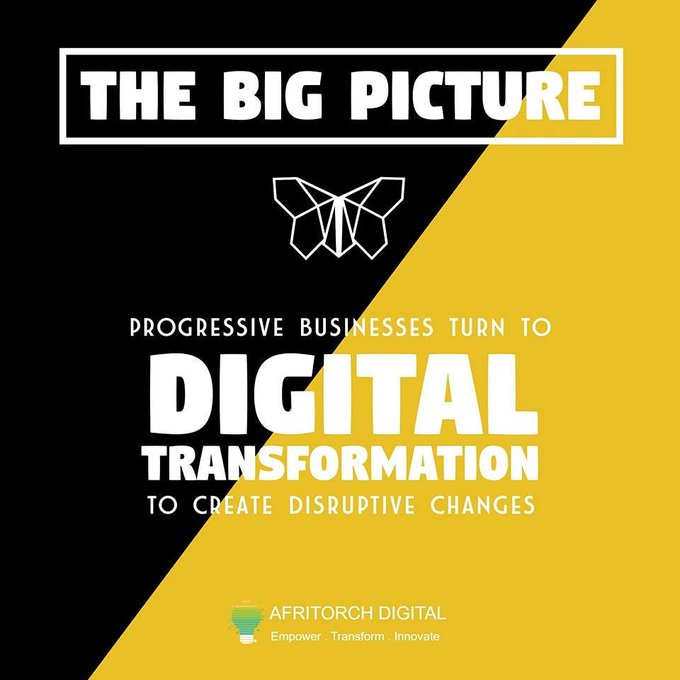 THE BIG PICTURE
PROGRESSIVE BUSINESSES TURN TO
DIGITAL
TRANSFORMATION
TO CREATE DISRUPTIVE CHANGES
AFRITORCH DIGITAL
Empower . Transform . Innovate